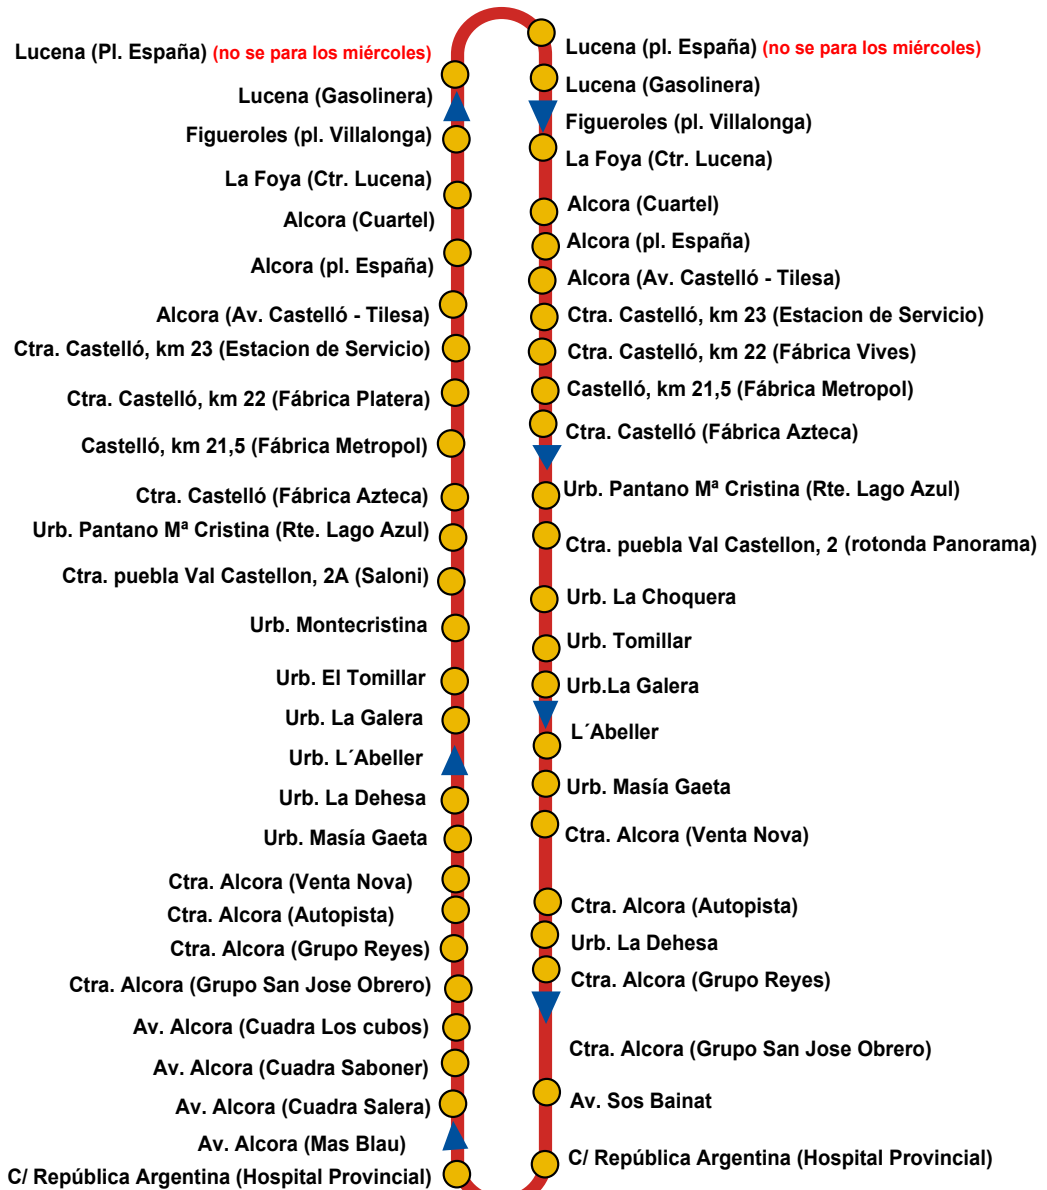 Lucena (Pl. España) (no se para los miércoles)
Lucena (Gasolinera)
Figueroles (pl. Villalonga)
La Foya (Ctr. Lucena)
Alcora (Cuartel)
Alcora (pl. España)
Alcora (Av. Castelló - Tilesa)
Ctra. Castelló, km 23 (Estacion de Servicio)
Ctra. Castelló, km 22 (Fábrica Platera)
Castelló, km 21,5 (Fábrica Metropol)
Ctra. Castelló (Fábrica Azteca)
Urb. Pantano Mª Cristina (Rte. Lago Azul)
Ctra. puebla Val Castellon, 2A (Saloni)
Urb. Montecristina
Urb. El Tomillar
Urb. La Galera
Urb. L´Abeller
Urb. La Dehesa
Urb. Masía Gaeta
Ctra. Alcora (Venta Nova)
Ctra. Alcora (Autopista)
Ctra. Alcora (Grupo Reyes)
Ctra. Alcora (Grupo San Jose Obrero)
Av. Alcora (Cuadra Los cubos)
Av. Alcora (Cuadra Saboner)
Av. Alcora (Cuadra Salera)
Av. Alcora (Mas Blau)
C/ República Argentina (Hospital Provincial)
Lucena (pl. España) (no se para los miércoles)
Lucena (Gasolinera)
Figueroles (pl. Villalonga)
La Foya (Ctr. Lucena)
Alcora (Cuartel)
Alcora (pl. España)
Alcora (Av. Castelló - Tilesa)
Ctra. Castelló, km 23 (Estacion de Servicio)
Ctra. Castelló, km 22 (Fábrica Vives)
Castelló, km 21,5 (Fábrica Metropol)
Ctra. Castelló (Fábrica Azteca)
Urb. Pantano Mª Cristina (Rte. Lago Azul)
Ctra. puebla Val Castellon, 2 (rotonda Panorama)
Urb. La Choquera
Urb. Tomillar
Urb.La Galera
L´Abeller
Urb. Masía Gaeta
Ctra. Alcora (Venta Nova)
Ctra. Alcora (Autopista)
Urb. La Dehesa
Ctra. Alcora (Grupo Reyes)
Ctra. Alcora (Grupo San Jose Obrero)
Av. Sos Bainat
C/ República Argentina (Hospital Provincial)